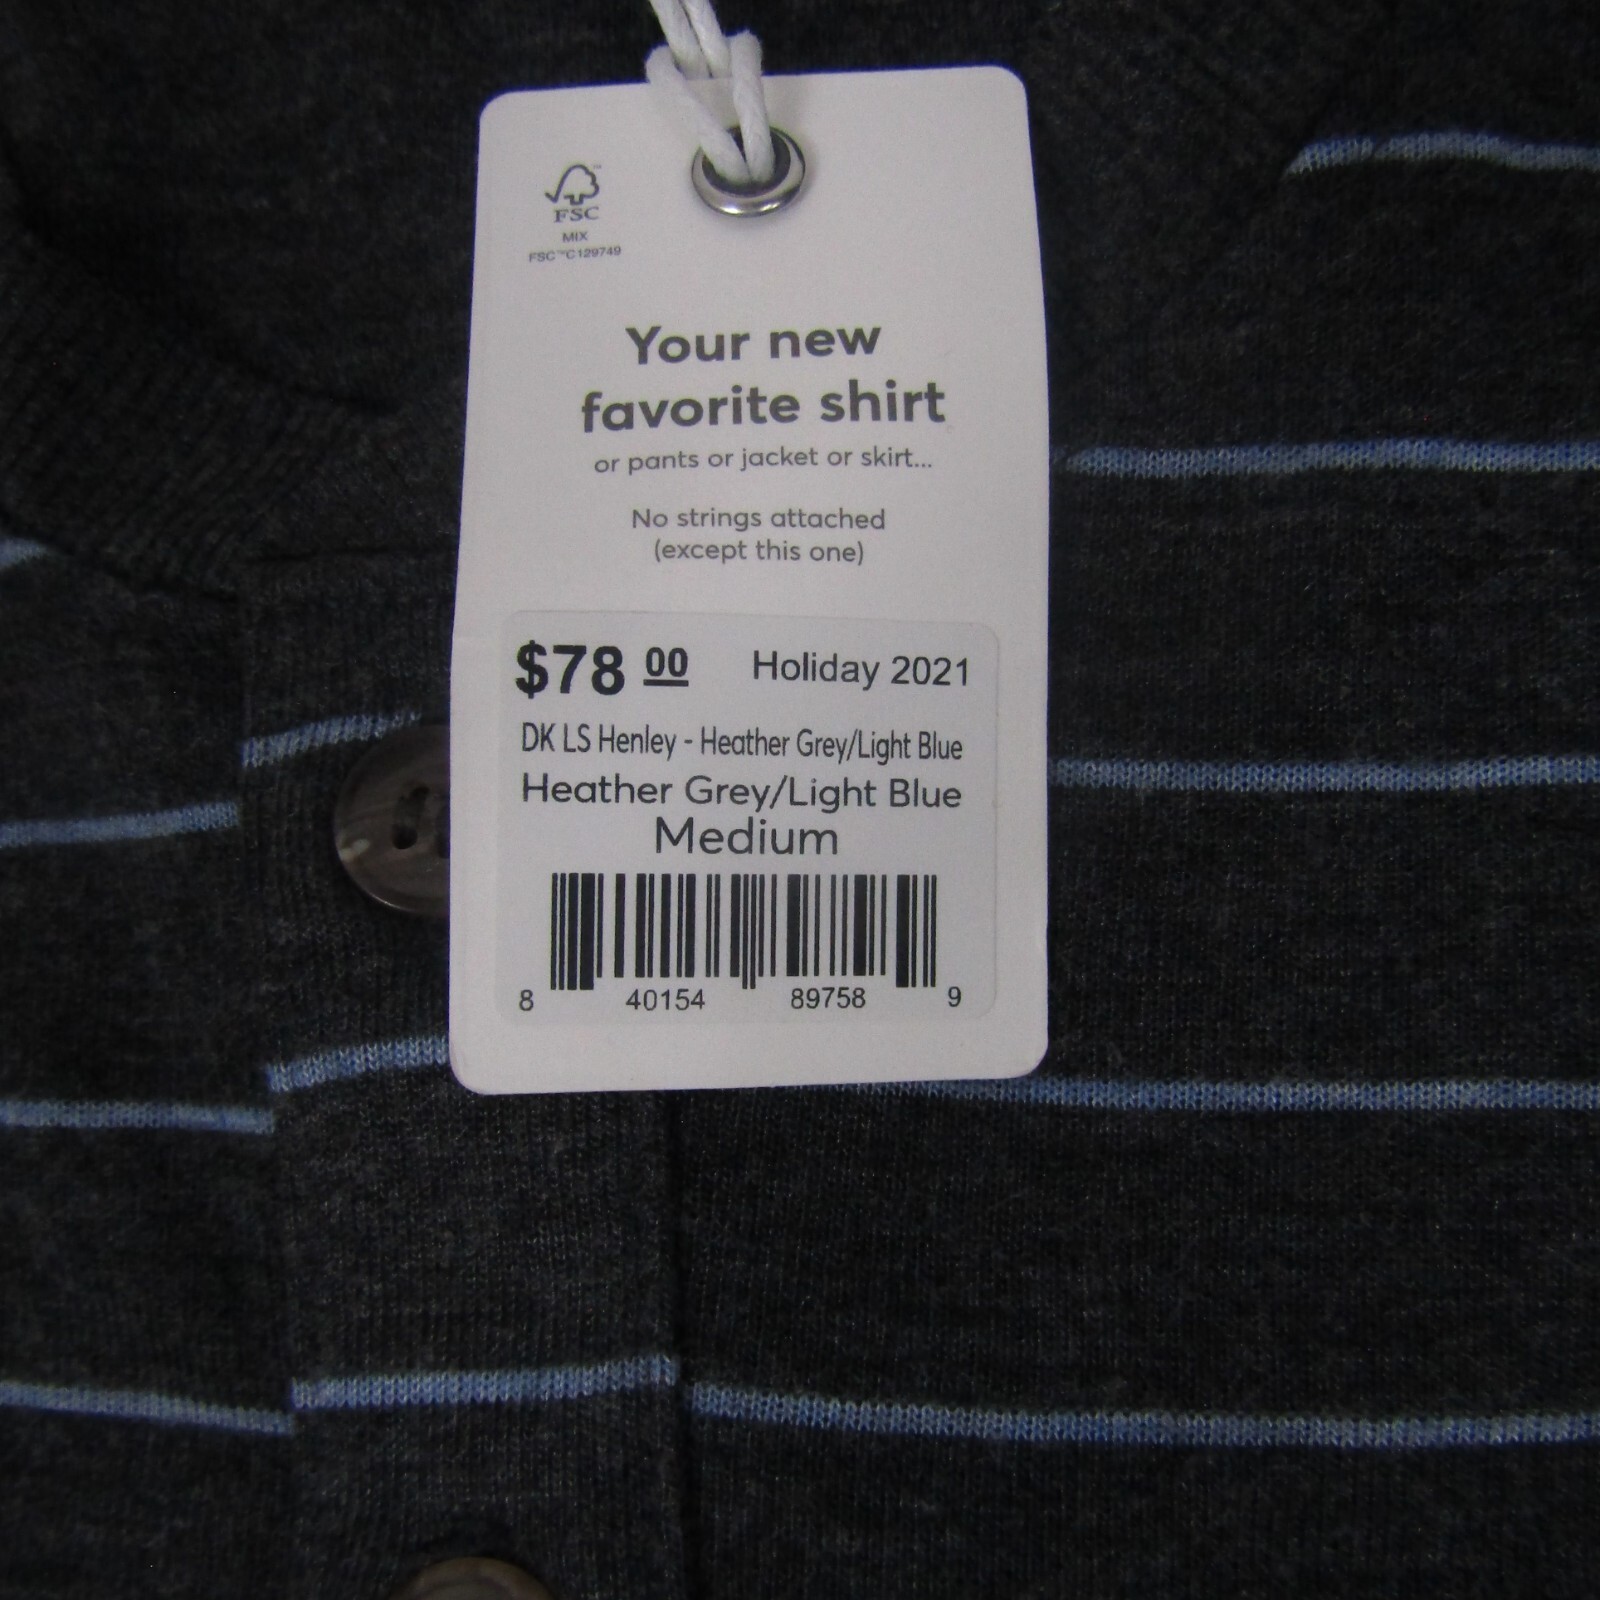 FSC™
MIX
FSC™C129749
Your new
favorite shirt
or pants or jacket or skirt...
No strings attached
(except this one)
$78 00 Holiday 2021
DK LS Henley - Heather Grey/Light Blue
Heather Grey/Light Blue
Medium
8 40154 89758 9